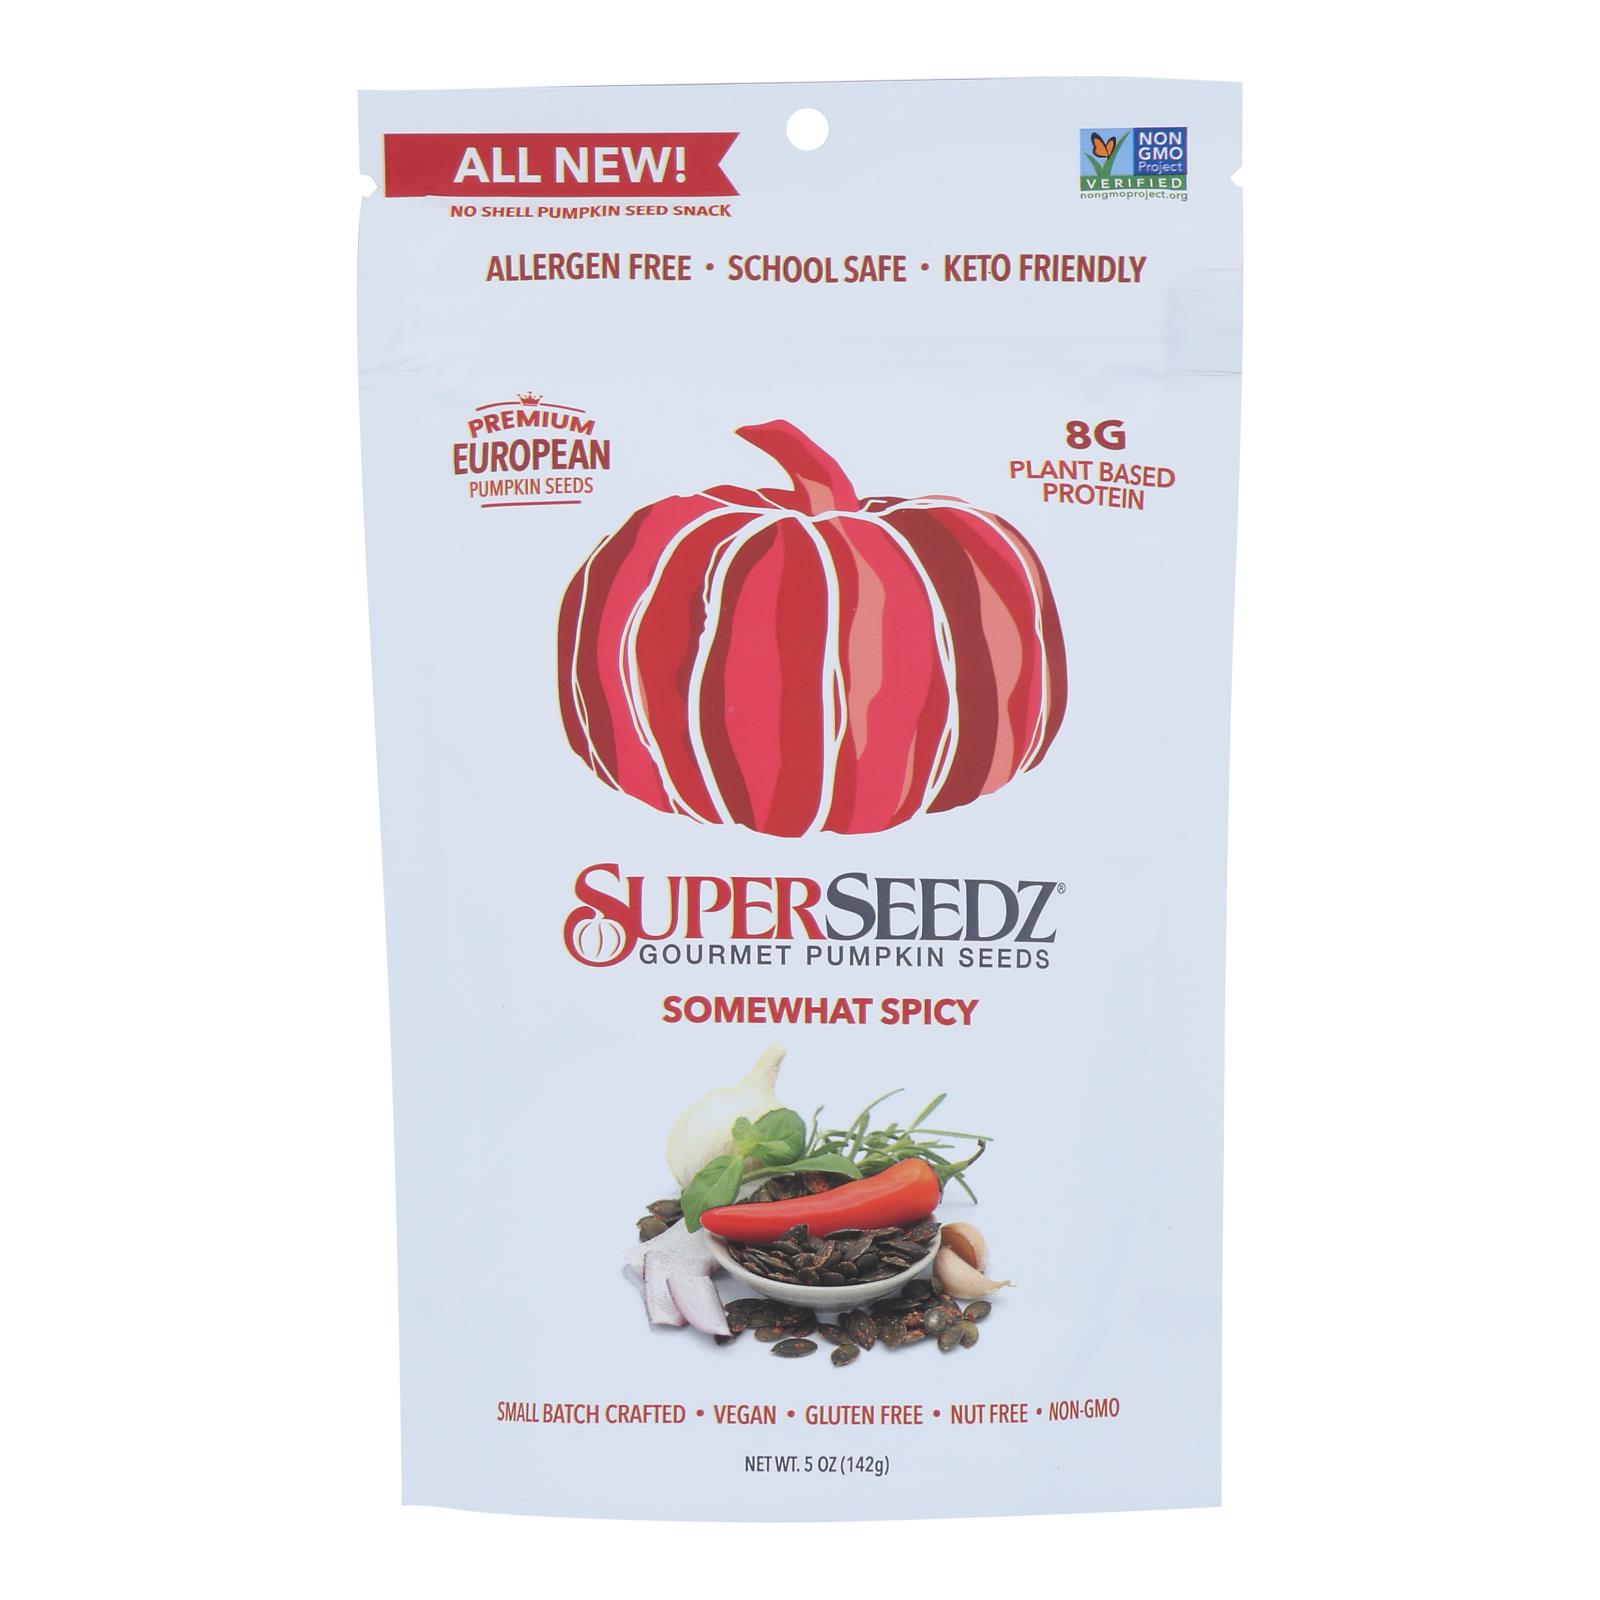 ALL NEW!
NO SHELL PUMPKIN SEED SNACK
NON
GMO
Project
VERIFIED
nongmoproject.org
ALLERGEN FREE • SCHOOL SAFE • KETO FRIENDLY
PREMIUM
EUROPEAN
PUMPKIN SEEDS
8G
PLANT BASED
PROTEIN
SUPERSEEDZ®
GOURMET PUMPKIN SEEDS
SOMEWHAT SPICY
SMALL BATCH CRAFTED • VEGAN • GLUTEN FREE • NUT FREE • NON-GMO
NET WT. 5 OZ (142g)